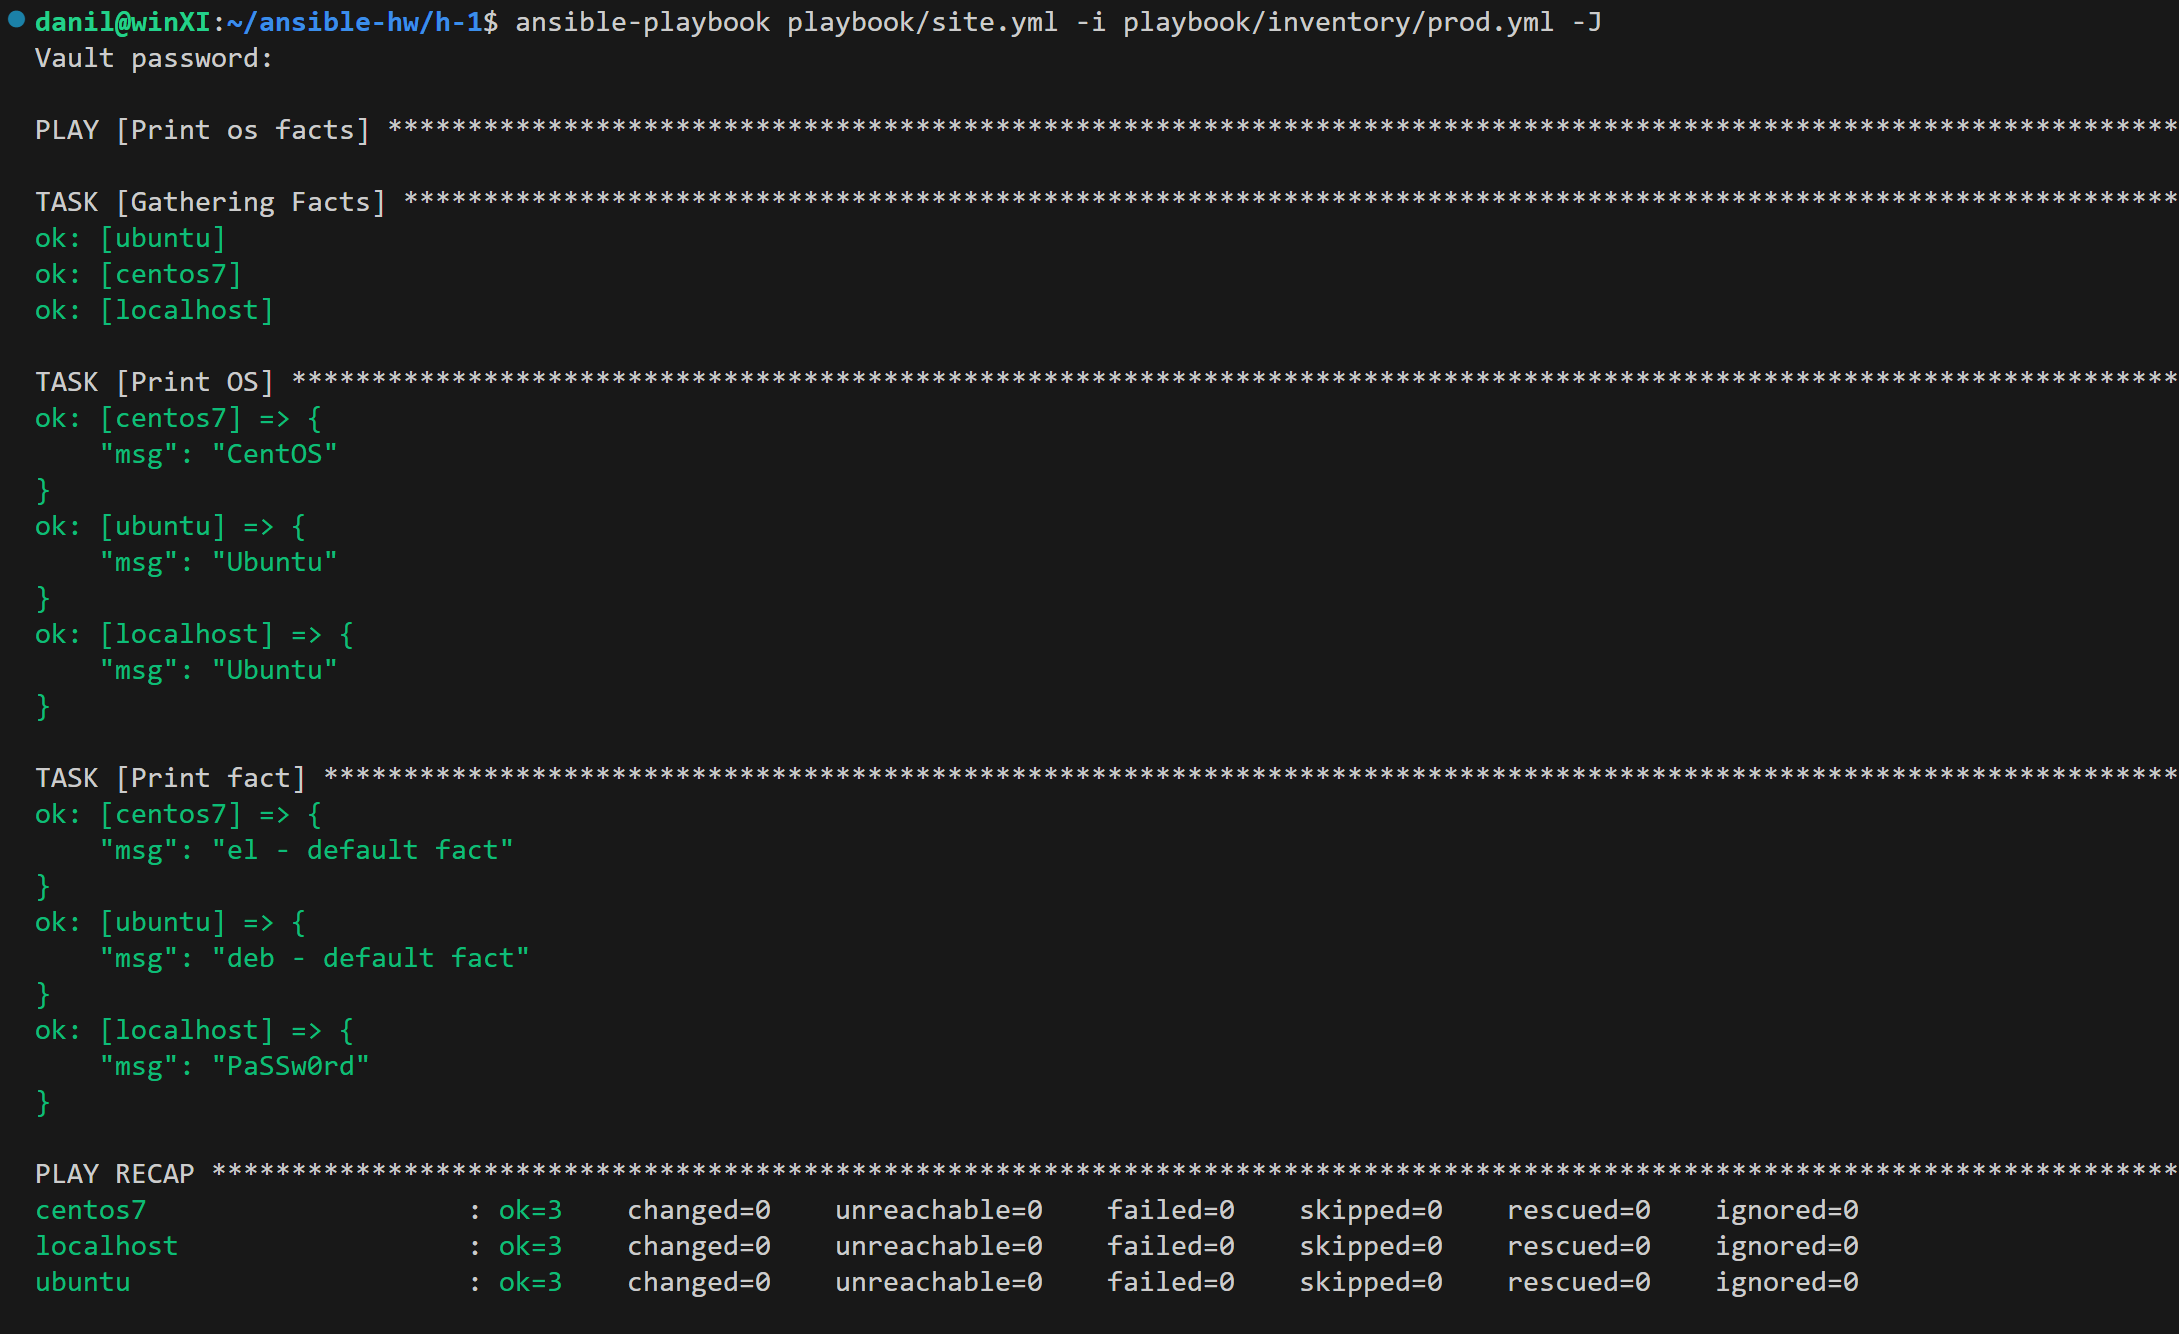 danil@winXI:~/ansible-hw/h-1$ ansible-playbook playbook/site.yml -i playbook/inventory/prod.yml -J
Vault password:
PLAY [Print os facts] ****************************************************************************************************************
TASK [Gathering Facts] ***************************************************************************************************************
ok: [ubuntu]
ok: [centos7]
ok: [localhost]
TASK [Print OS] **********************************************************************************************************************
ok: [centos7] => {
    "msg": "CentOS"
}
ok: [ubuntu] => {
    "msg": "Ubuntu"
}
ok: [localhost] => {
    "msg": "Ubuntu"
}
TASK [Print fact] ********************************************************************************************************************
ok: [centos7] => {
    "msg": "el - default fact"
}
ok: [ubuntu] => {
    "msg": "deb - default fact"
}
ok: [localhost] => {
    "msg": "PaSSw0rd"
}
PLAY RECAP ***************************************************************************************************************************
centos7                    : ok=3    changed=0    unreachable=0    failed=0    skipped=0    rescued=0    ignored=0
localhost                  : ok=3    changed=0    unreachable=0    failed=0    skipped=0    rescued=0    ignored=0
ubuntu                     : ok=3    changed=0    unreachable=0    failed=0    skipped=0    rescued=0    ignored=0